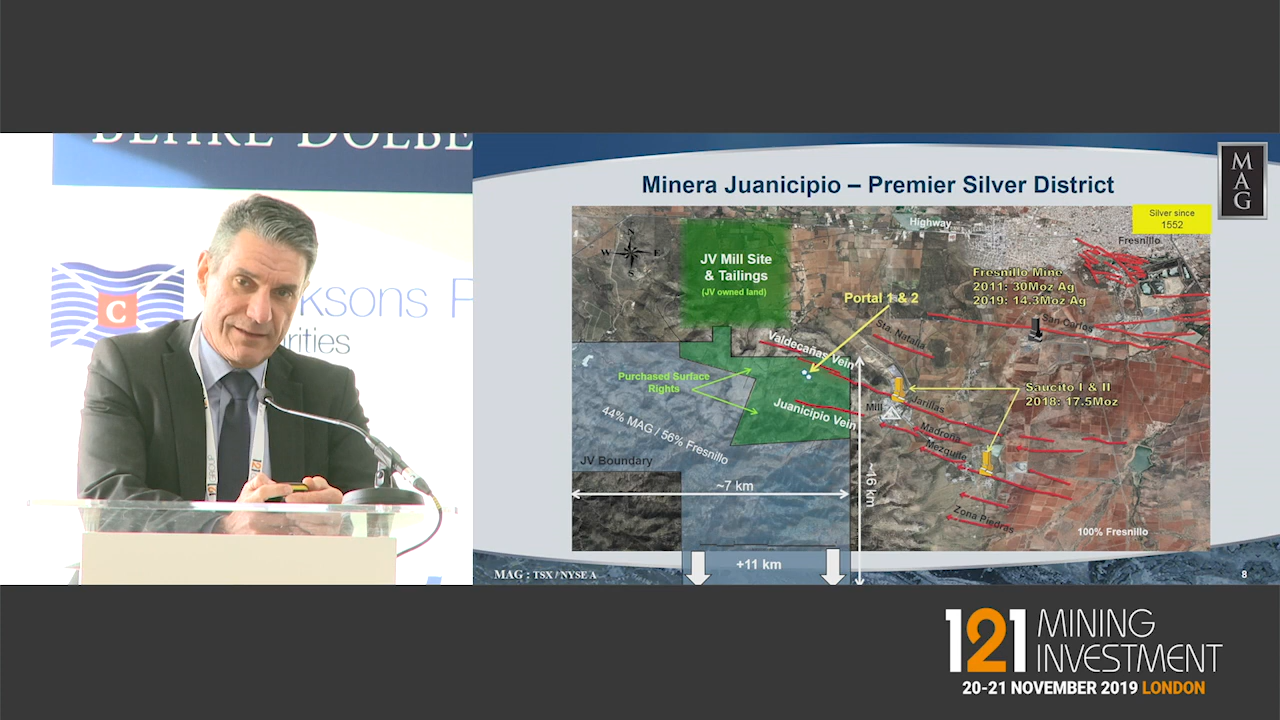 BEHRE DOLBE
C
ksons
rities
GROUP
Minera Juanicipio – Premier Silver District
MAG
Silver since
1552
Highway
Fresnillo
W
E
JV Mill Site
& Tailings
(JV owned land)
Fresnillo Mine
2011: 30Moz Ag
2019: 14.3Moz Ag
Portal 1 & 2
San Carlos
Sta. Natalia
Valdecañas Vein
Purchased Surface
Rights
Saucito I & II
2018: 17.5Moz
Juanicipio Vein
Mill
Jarillas
44% MAG / 56% Fresnillo
Madroña
Mezquite
JV Boundary
~7 km
~16 km
Zona Piedras
100% Fresnillo
+11 km
MAG : TSX / NYSE A
8
121 MINING
INVESTMENT
20-21 NOVEMBER 2019 LONDON